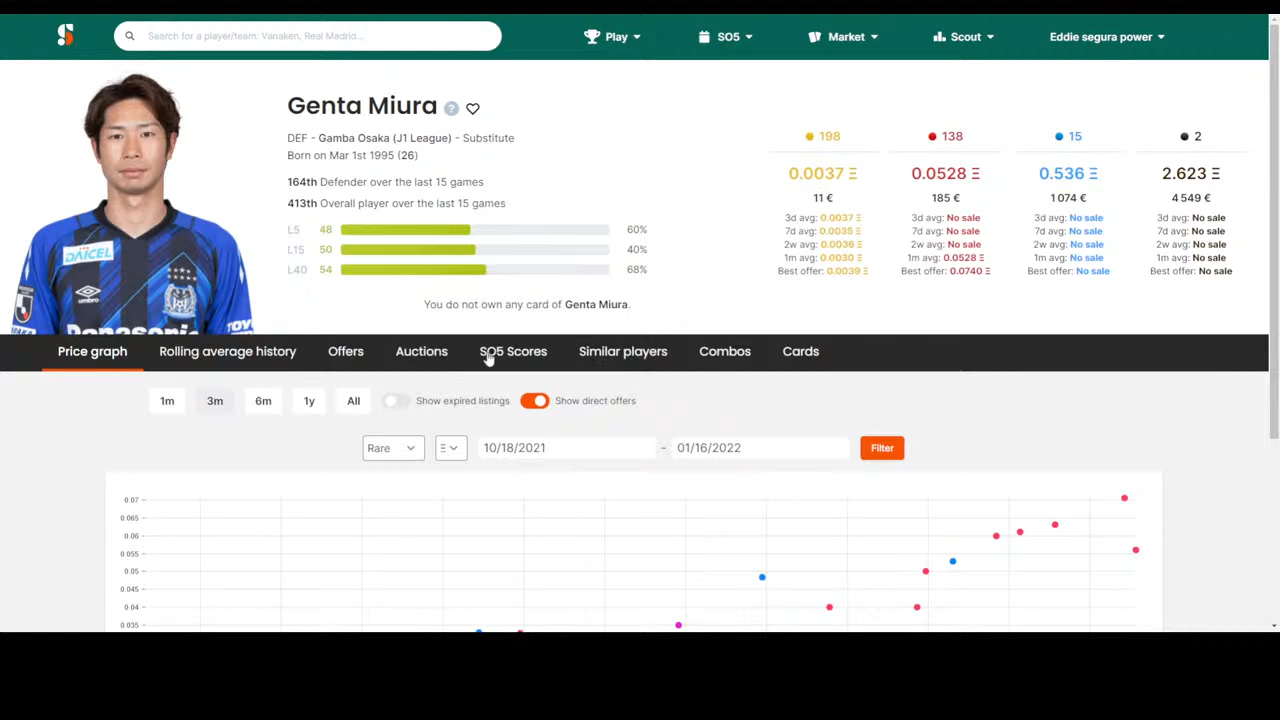 Search for a player/team: Vanaken, Real Madrid...
Play
SO5
Market
Scout
Eddie segura power
Genta Miura ?
DEF - Gamba Osaka (J1 League) - Substitute
Born on Mar 1st 1995 (26)
164th Defender over the last 15 games
413th Overall player over the last 15 games
L5 48 60%
L15 50 40%
L40 54 68%
You do not own any card of Genta Miura.
198
0.0037 Ξ
11 €
3d avg: 0.0037 Ξ
7d avg: 0.0035 Ξ
2w avg: 0.0036 Ξ
1m avg: 0.0030 Ξ
Best offer: 0.0039 Ξ
138
0.0528 Ξ
185 €
3d avg: No sale
7d avg: No sale
2w avg: No sale
1m avg: 0.0528 Ξ
Best offer: 0.0740 Ξ
15
0.536 Ξ
1 074 €
3d avg: No sale
7d avg: No sale
2w avg: No sale
1m avg: No sale
Best offer: No sale
2
2.623 Ξ
4 549 €
3d avg: No sale
7d avg: No sale
2w avg: No sale
1m avg: No sale
Best offer: No sale
DAICEL
umbro
Panasonic
TOYO
Price graph
Rolling average history
Offers
Auctions
SO5 Scores
Similar players
Combos
Cards
1m
3m
6m
1y
All
Show expired listings
Show direct offers
Rare
Ξ
10/18/2021 - 01/16/2022
Filter
0.07
0.065
0.06
0.055
0.05
0.045
0.04
0.035